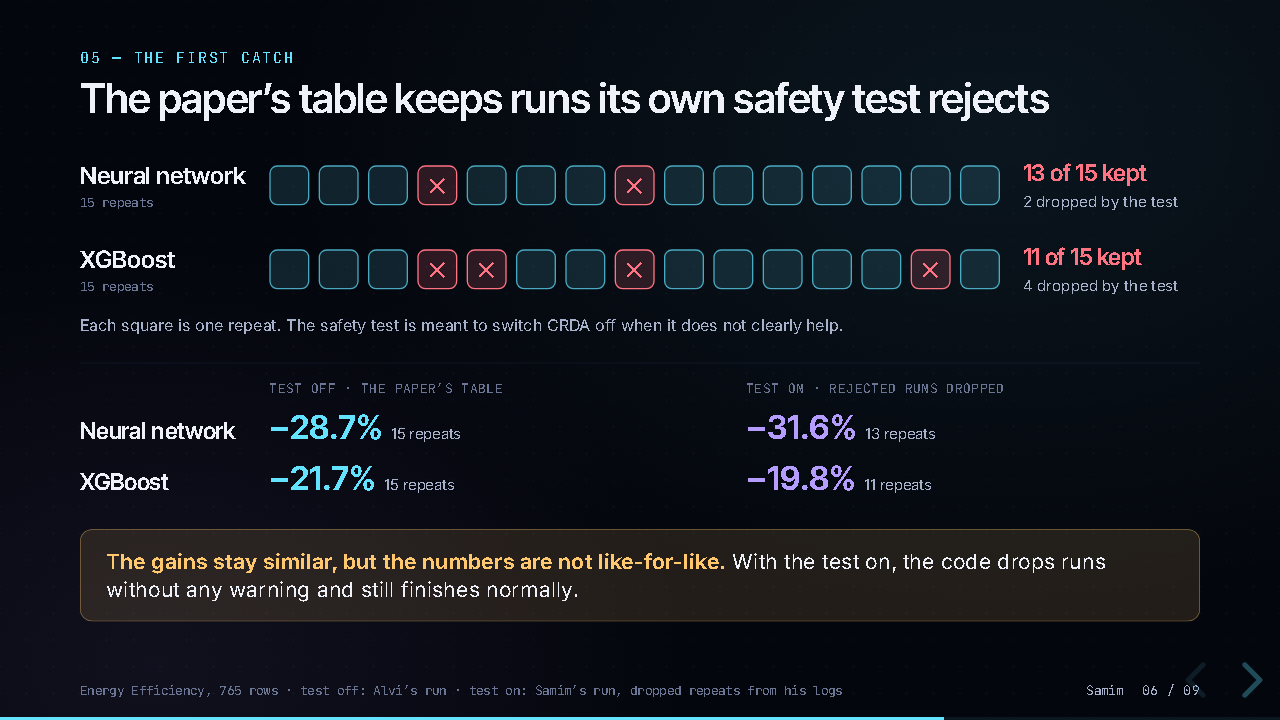 05 — THE FIRST CATCH
The paper’s table keeps runs its own safety test rejects
Neural network
15 repeats
13 of 15 kept
2 dropped by the test
XGBoost
15 repeats
11 of 15 kept
4 dropped by the test
Each square is one repeat. The safety test is meant to switch CRDA off when it does not clearly help.
TEST OFF · THE PAPER’S TABLE
TEST ON · REJECTED RUNS DROPPED
Neural network
−28.7% 15 repeats
−31.6% 13 repeats
XGBoost
−21.7% 15 repeats
−19.8% 11 repeats
The gains stay similar, but the numbers are not like-for-like. With the test on, the code drops runs
without any warning and still finishes normally.
Energy Efficiency, 765 rows · test off: Alvi’s run · test on: Samim’s run, dropped repeats from his logs
Samim 06 / 09